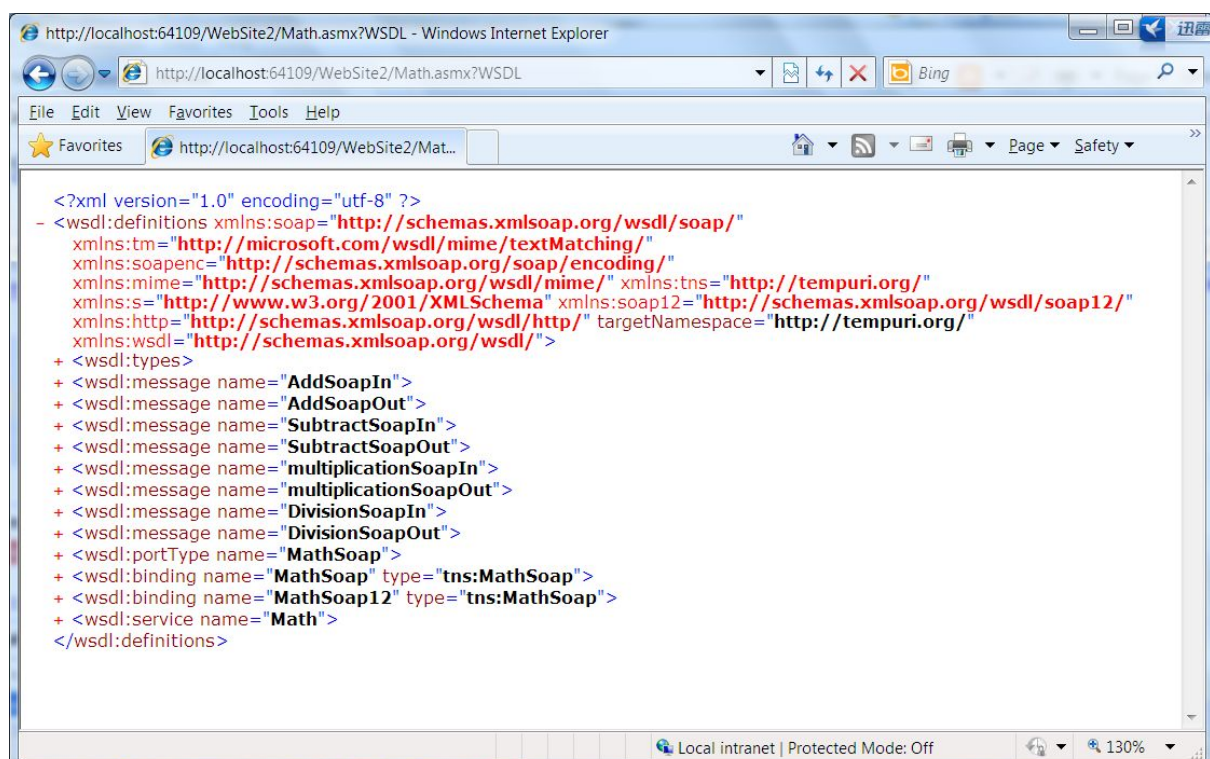 http://localhost:64109/WebSite2/Math.asmx?WSDL - Windows Internet Explorer
迅雷
http://localhost:64109/WebSite2/Math.asmx?WSDL
Bing
File Edit View Favorites Tools Help
Favorites
http://localhost:64109/WebSite2/Mat...
Page Safety
<?xml version="1.0" encoding="utf-8" ?>
- <wsdl:definitions xmlns:soap="http://schemas.xmlsoap.org/wsdl/soap/"
xmlns:tm="http://microsoft.com/wsdl/mime/textMatching/"
xmlns:soapenc="http://schemas.xmlsoap.org/soap/encoding/"
xmlns:mime="http://schemas.xmlsoap.org/wsdl/mime/" xmlns:tns="http://tempuri.org/"
xmlns:s="http://www.w3.org/2001/XMLSchema" xmlns:soap12="http://schemas.xmlsoap.org/wsdl/soap12/"
xmlns:http="http://schemas.xmlsoap.org/wsdl/http/" targetNamespace="http://tempuri.org/"
xmlns:wsdl="http://schemas.xmlsoap.org/wsdl/">
+ <wsdl:types>
+ <wsdl:message name="AddSoapIn">
+ <wsdl:message name="AddSoapOut">
+ <wsdl:message name="SubtractSoapIn">
+ <wsdl:message name="SubtractSoapOut">
+ <wsdl:message name="multiplicationSoapIn">
+ <wsdl:message name="multiplicationSoapOut">
+ <wsdl:message name="DivisionSoapIn">
+ <wsdl:message name="DivisionSoapOut">
+ <wsdl:portType name="MathSoap">
+ <wsdl:binding name="MathSoap" type="tns:MathSoap">
+ <wsdl:binding name="MathSoap12" type="tns:MathSoap">
+ <wsdl:service name="Math">
</wsdl:definitions>
Local intranet | Protected Mode: Off
130%